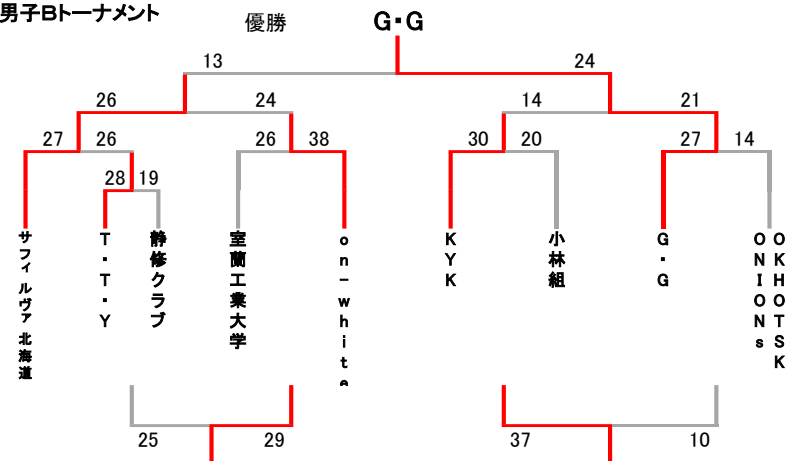 男子Bトーナメント
優勝
G・G
13
24
26
24
14
21
27
26
26
38
30
20
27
14
28
19
サフィルヴァ北海道
T・T・Y
静修クラブ
室蘭工業大学
on-white
KYK
小林組
G・G
OKHOTSK
ONIONs
25
29
37
10